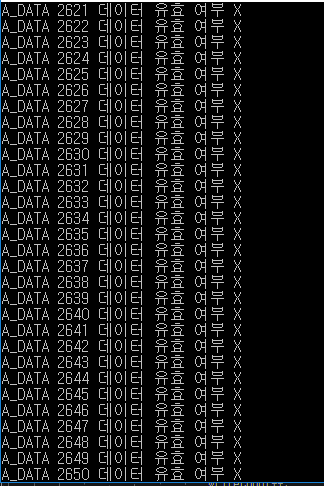 A_DATA 2621 데이터 유효 여부 X
A_DATA 2622 데이터 유효 여부 X
A_DATA 2623 데이터 유효 여부 X
A_DATA 2624 데이터 유효 여부 X
A_DATA 2625 데이터 유효 여부 X
A_DATA 2626 데이터 유효 여부 X
A_DATA 2627 데이터 유효 여부 X
A_DATA 2628 데이터 유효 여부 X
A_DATA 2629 데이터 유효 여부 X
A_DATA 2630 데이터 유효 여부 X
A_DATA 2631 데이터 유효 여부 X
A_DATA 2632 데이터 유효 여부 X
A_DATA 2633 데이터 유효 여부 X
A_DATA 2634 데이터 유효 여부 X
A_DATA 2635 데이터 유효 여부 X
A_DATA 2636 데이터 유효 여부 X
A_DATA 2637 데이터 유효 여부 X
A_DATA 2638 데이터 유효 여부 X
A_DATA 2639 데이터 유효 여부 X
A_DATA 2640 데이터 유효 여부 X
A_DATA 2641 데이터 유효 여부 X
A_DATA 2642 데이터 유효 여부 X
A_DATA 2643 데이터 유효 여부 X
A_DATA 2644 데이터 유효 여부 X
A_DATA 2645 데이터 유효 여부 X
A_DATA 2646 데이터 유효 여부 X
A_DATA 2647 데이터 유효 여부 X
A_DATA 2648 데이터 유효 여부 X
A_DATA 2649 데이터 유효 여부 X
A_DATA 2650 데이터 유효 여부 X